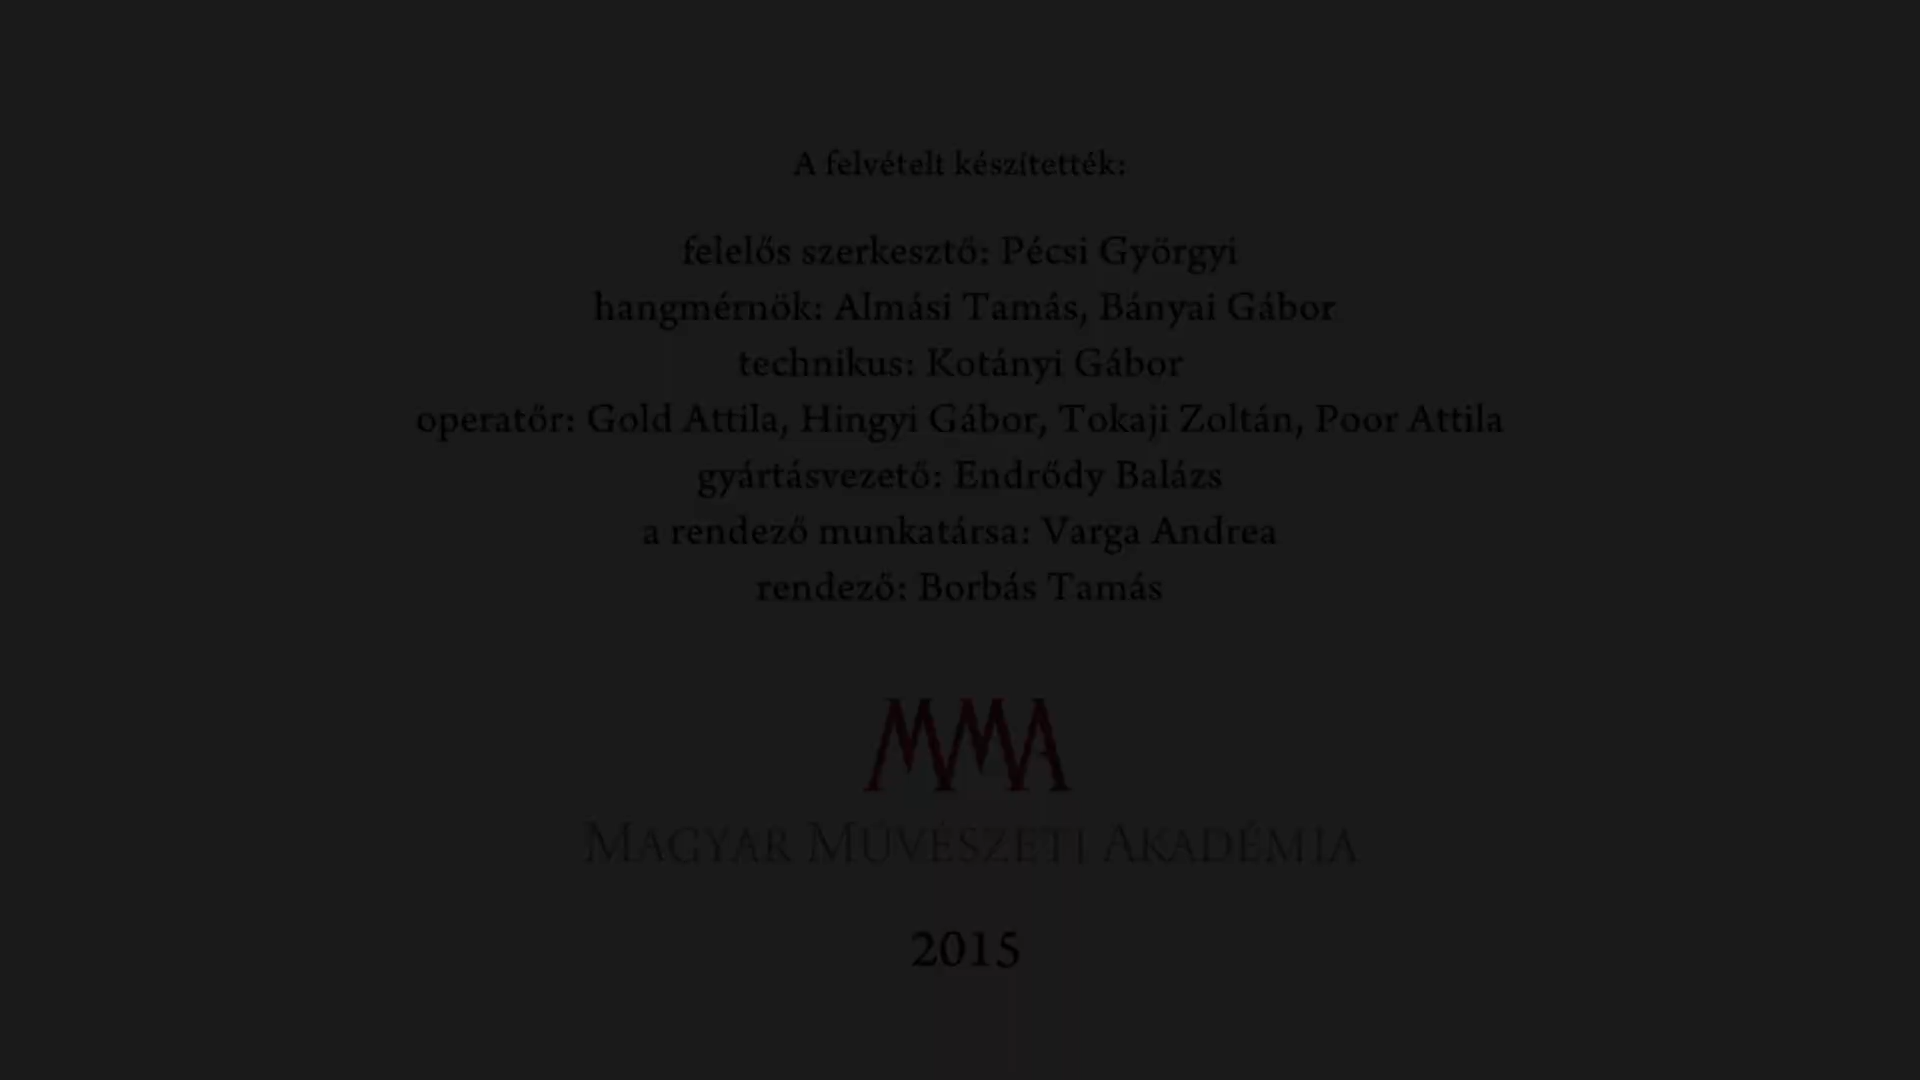 A felvételt készítették:
felelős szerkesztő: Pécsi Györgyi
hangmérnök: Almási Tamás, Bányai Gábor
technikus: Kotányi Gábor
operatőr: Gold Attila, Hingyi Gábor, Tokaji Zoltán, Poor Attila
gyártásvezető: Endrődy Balázs
a rendező munkatársa: Varga Andrea
rendező: Borbás Tamás
MMA
MAGYAR MŰVÉSZETI AKADÉMIA
2015